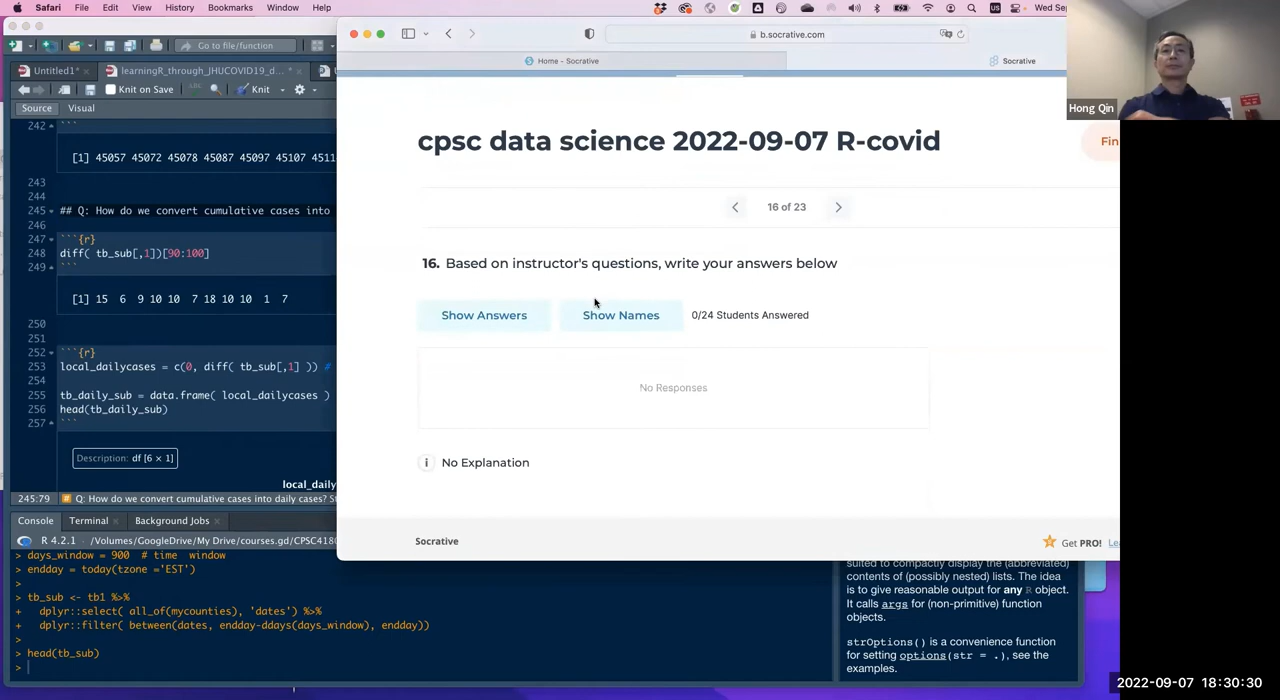 Safari File Edit View History Bookmarks Window Help
US
Wed Sep
Go to file/function
b.socrative.com
Home - Socrative
Socrative
Untitled1*
learningR_through_JHUCOVID19_d...
Knit on Save
ABC
Knit
Source Visual
Hong Qin
242 ```
[1] 45057 45072 45078 45087 45097 45107 4511
243
244
245 ## Q: How do we convert cumulative cases into
246
247 ```{r}
248 diff( tb_sub[,1])[90:100]
249 ```
[1] 15 6 9 10 10 7 18 10 10 1 7
250
251
252 ```{r}
253 local_dailycases = c(0, diff( tb_sub[,1] )) #
254
255 tb_daily_sub = data.frame( local_dailycases )
256 head(tb_daily_sub)
257 ```
Description: df [6 × 1]
local_daily
245:79 # Q: How do we convert cumulative cases into daily cases? S
cpsc data science 2022-09-07 R-covid
Fin
16 of 23
16. Based on instructor's questions, write your answers below
Show Answers
Show Names
0/24 Students Answered
No Responses
i No Explanation
Socrative
Get PRO! Lea
Console Terminal Background Jobs
R 4.2.1 · /Volumes/GoogleDrive/My Drive/courses.gd/CPSC4180
> days_window = 900 # time window
> endday = today(tzone ='EST')
>
> tb_sub <- tb1 %>%
+ dplyr::select( all_of(mycounties), 'dates') %>%
+ dplyr::filter( between(dates, endday-ddays(days_window), endday))
>
> head(tb_sub)
>
suited to compactly display the (abbreviated)
contents of (possibly nested) lists. The idea
is to give reasonable output for any R object.
It calls args for (non-primitive) function
objects.
strOptions() is a convenience function
for setting options(str = .), see the
examples.
2022-09-07 18:30:30